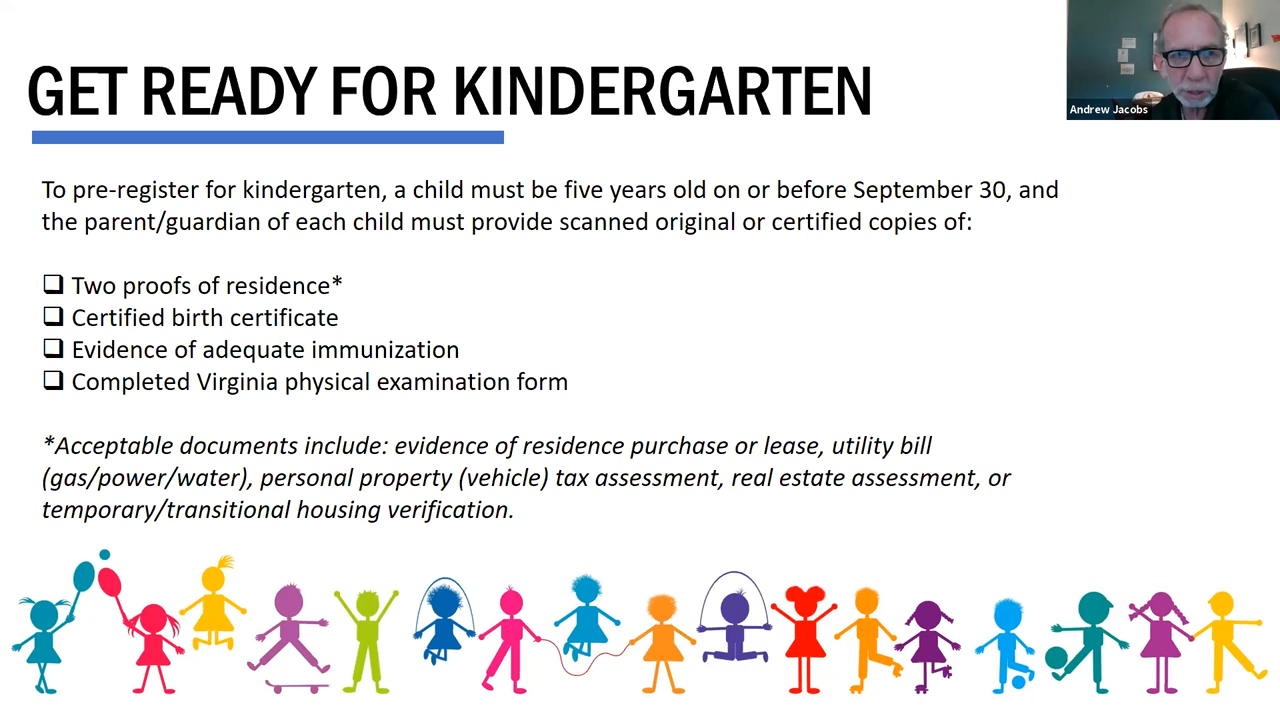 GET READY FOR KINDERGARTEN
Andrew Jacobs
To pre-register for kindergarten, a child must be five years old on or before September 30, and
the parent/guardian of each child must provide scanned original or certified copies of:
❑ Two proofs of residence*
❑ Certified birth certificate
❑ Evidence of adequate immunization
❑ Completed Virginia physical examination form
*Acceptable documents include: evidence of residence purchase or lease, utility bill
(gas/power/water), personal property (vehicle) tax assessment, real estate assessment, or
temporary/transitional housing verification.